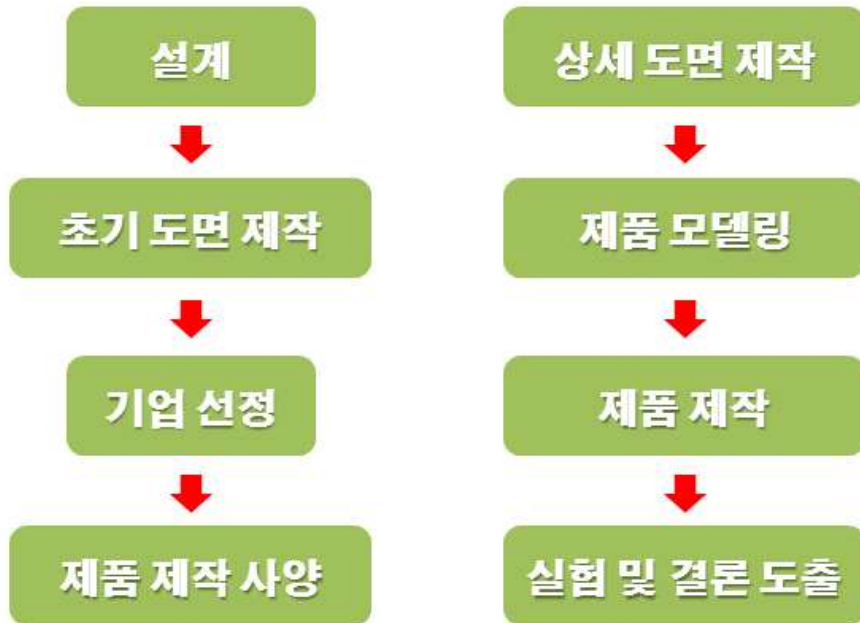 설계
초기 도면 제작
기업 선정
제품 제작 사양
상세 도면 제작
제품 모델링
제품 제작
실험 및 결론 도출